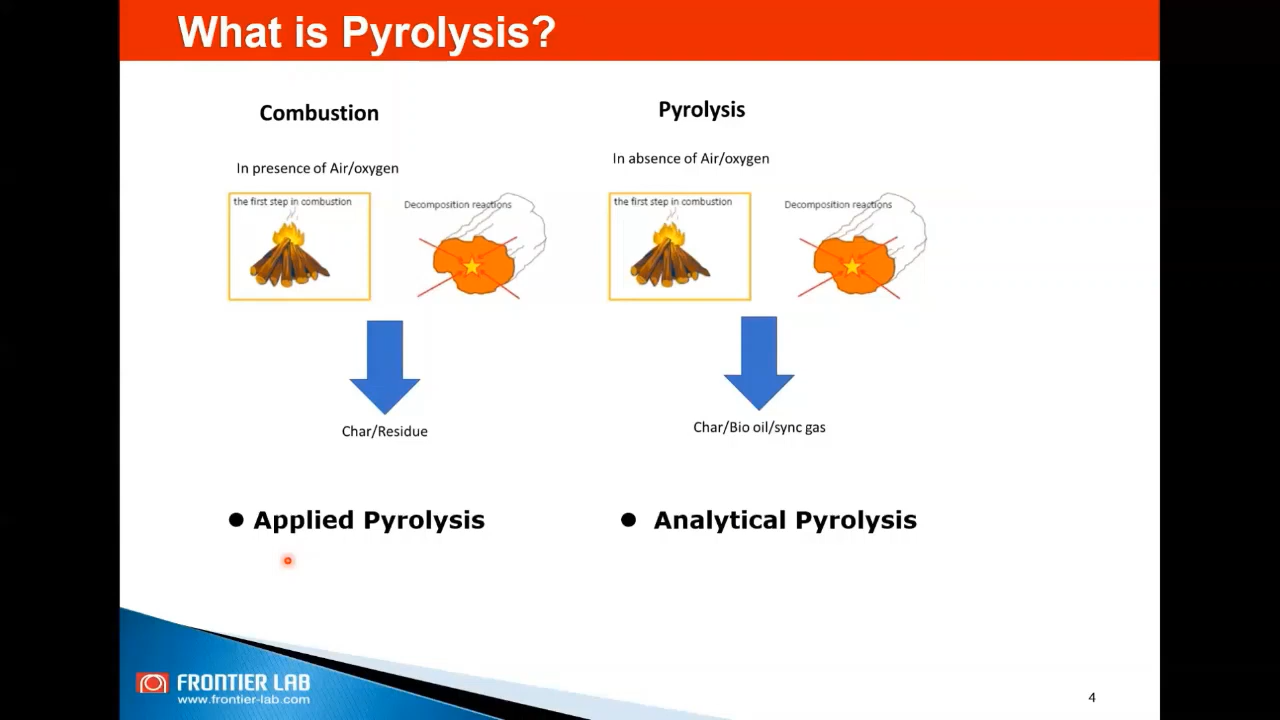 What is Pyrolysis?
Combustion
In presence of Air/oxygen
the first step in combustion
Decomposition reactions
Char/Residue
Pyrolysis
In absence of Air/oxygen
the first step in combustion
Decomposition reactions
Char/Bio oil/sync gas
● Applied Pyrolysis
● Analytical Pyrolysis
FRONTIER LAB
www.frontier-lab.com
4